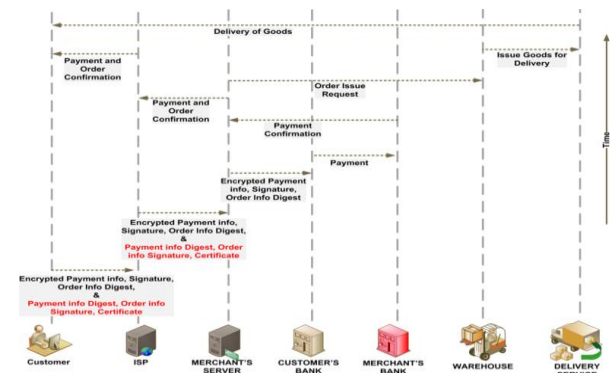 Delivery of Goods
Payment and
Order
Confirmation
Issue Goods for
Delivery
Order Issue
Request
Payment and
Order
Confirmation
Payment
Confirmation
Payment
Encrypted Payment
info, Signature,
Order Info Digest
Encrypted Payment info,
Signature, Order Info Digest,
&
Payment info Digest, Order
info Signature, Certificate
Encrypted Payment info, Signature,
Order Info Digest,
&
Payment info Digest, Order info
Signature, Certificate
Time
Customer
ISP
MERCHANT'S
SERVER
CUSTOMER'S
BANK
MERCHANT'S
BANK
WAREHOUSE
DELIVERY
SERVICE